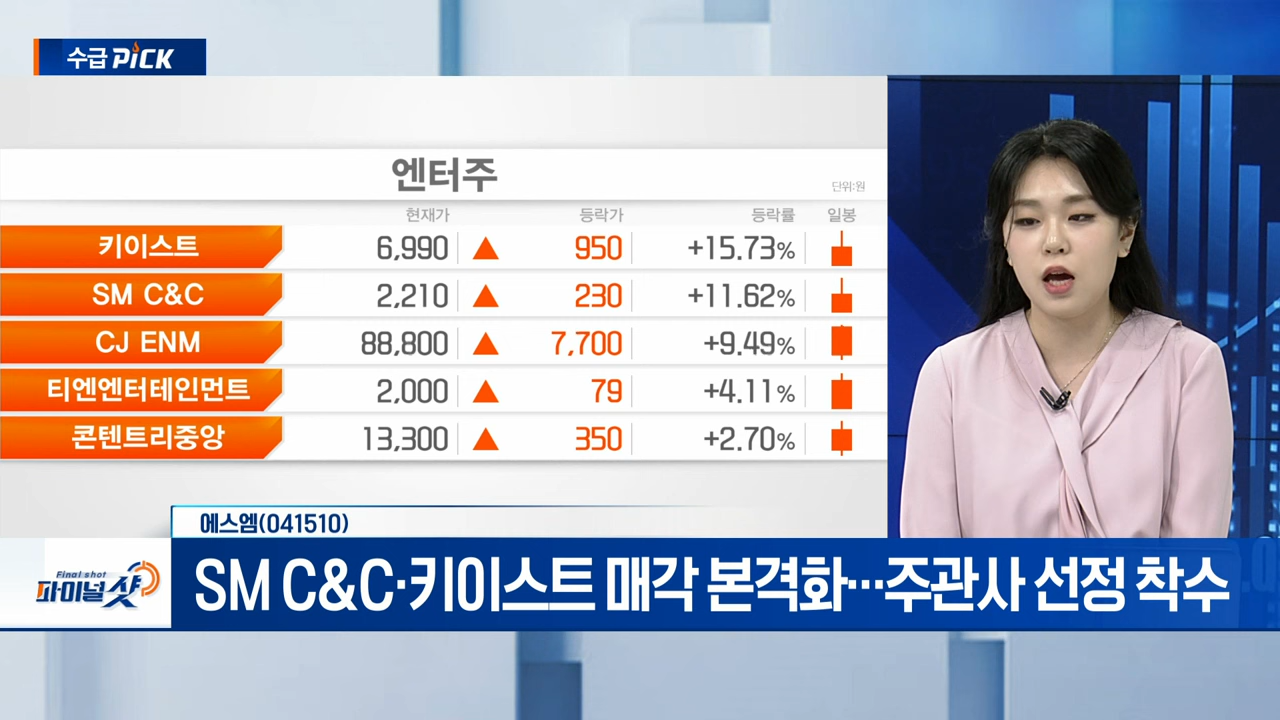 수급 PiCK
엔터주
단위:원
현재가 등락가 등락률 일봉
키이스트 6,990 ▲ 950 +15.73%
SM C&C 2,210 ▲ 230 +11.62%
CJ ENM 88,800 ▲ 7,700 +9.49%
티엔엔터테인먼트 2,000 ▲ 79 +4.11%
콘텐트리중앙 13,300 ▲ 350 +2.70%
에스엠(041510)
Final shot
파이널샷
SM C&C·키이스트 매각 본격화…주관사 선정 착수